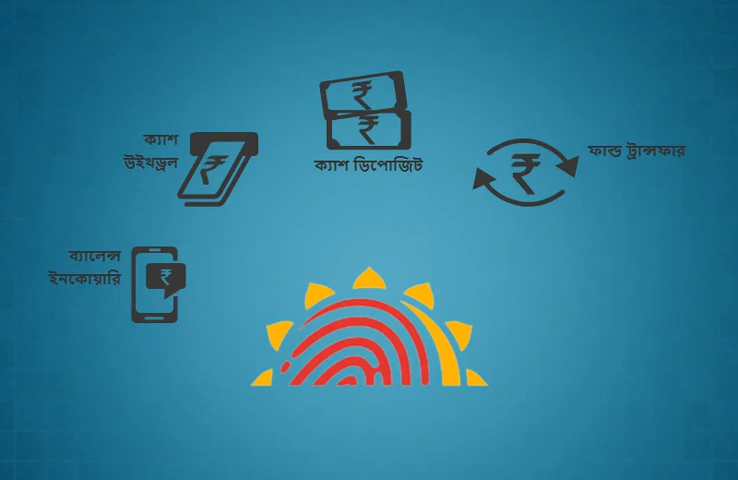 ক্যাশ
উইথড্রল
ক্যাশ ডিপোজিট
ফান্ড ট্রান্সফার
ব্যালেন্স
ইনকোয়ারি